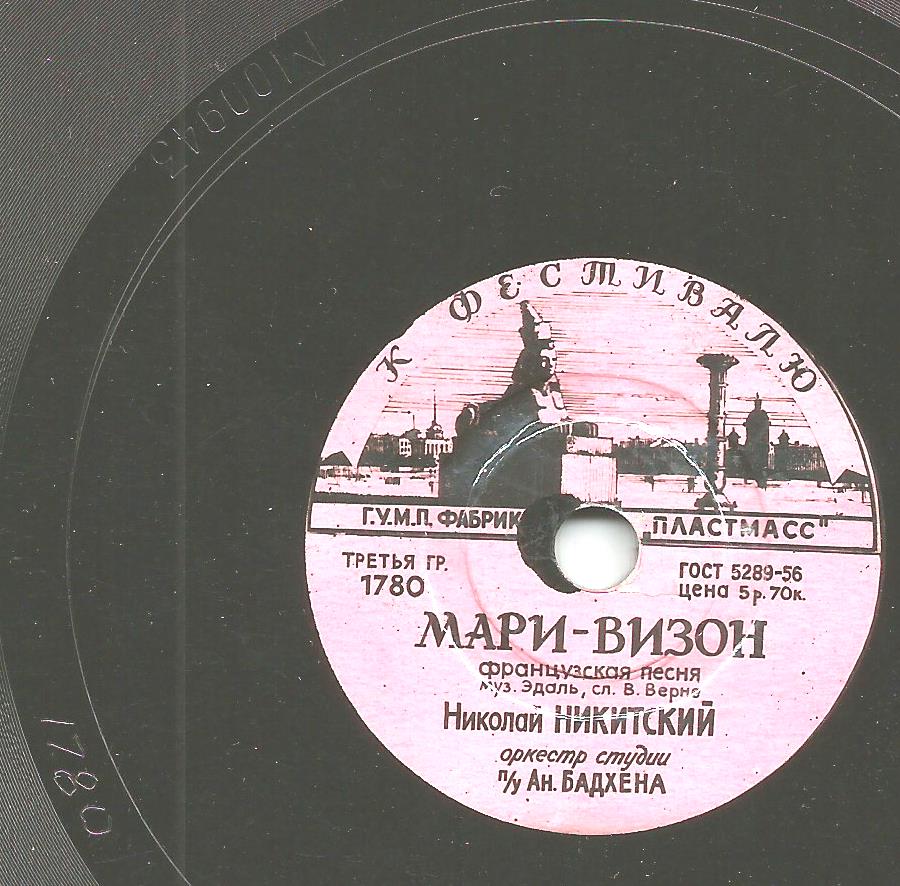 К ФЕСТИВАЛЮ
Г.У.М.П. ФАБРИК „ПЛАСТМАСС"
ТРЕТЬЯ ГР.
1780
ГОСТ 5289-56
цена 5 р. 70к.
МАРИ-ВИЗОН
французская песня
муз. Эдаль, сл. В. Верно
Николай НИКИТСКИЙ
оркестр студии
п/у Ан. БАДХЕНА
1780